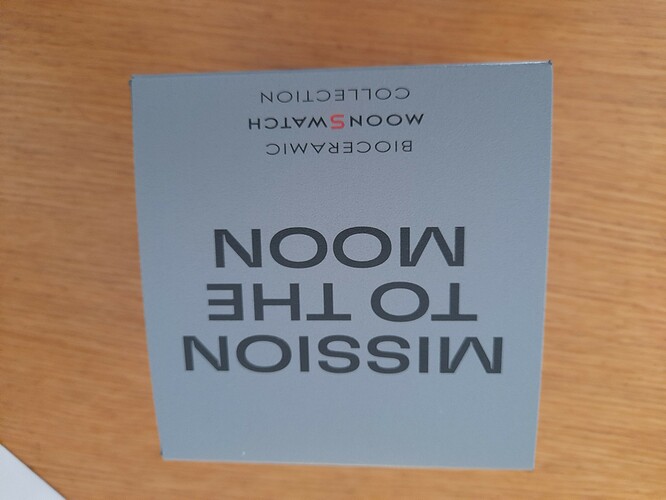 MISSION
TO THE
MOON
BIOCERAMIC
MOONSWATCH
COLLECTION